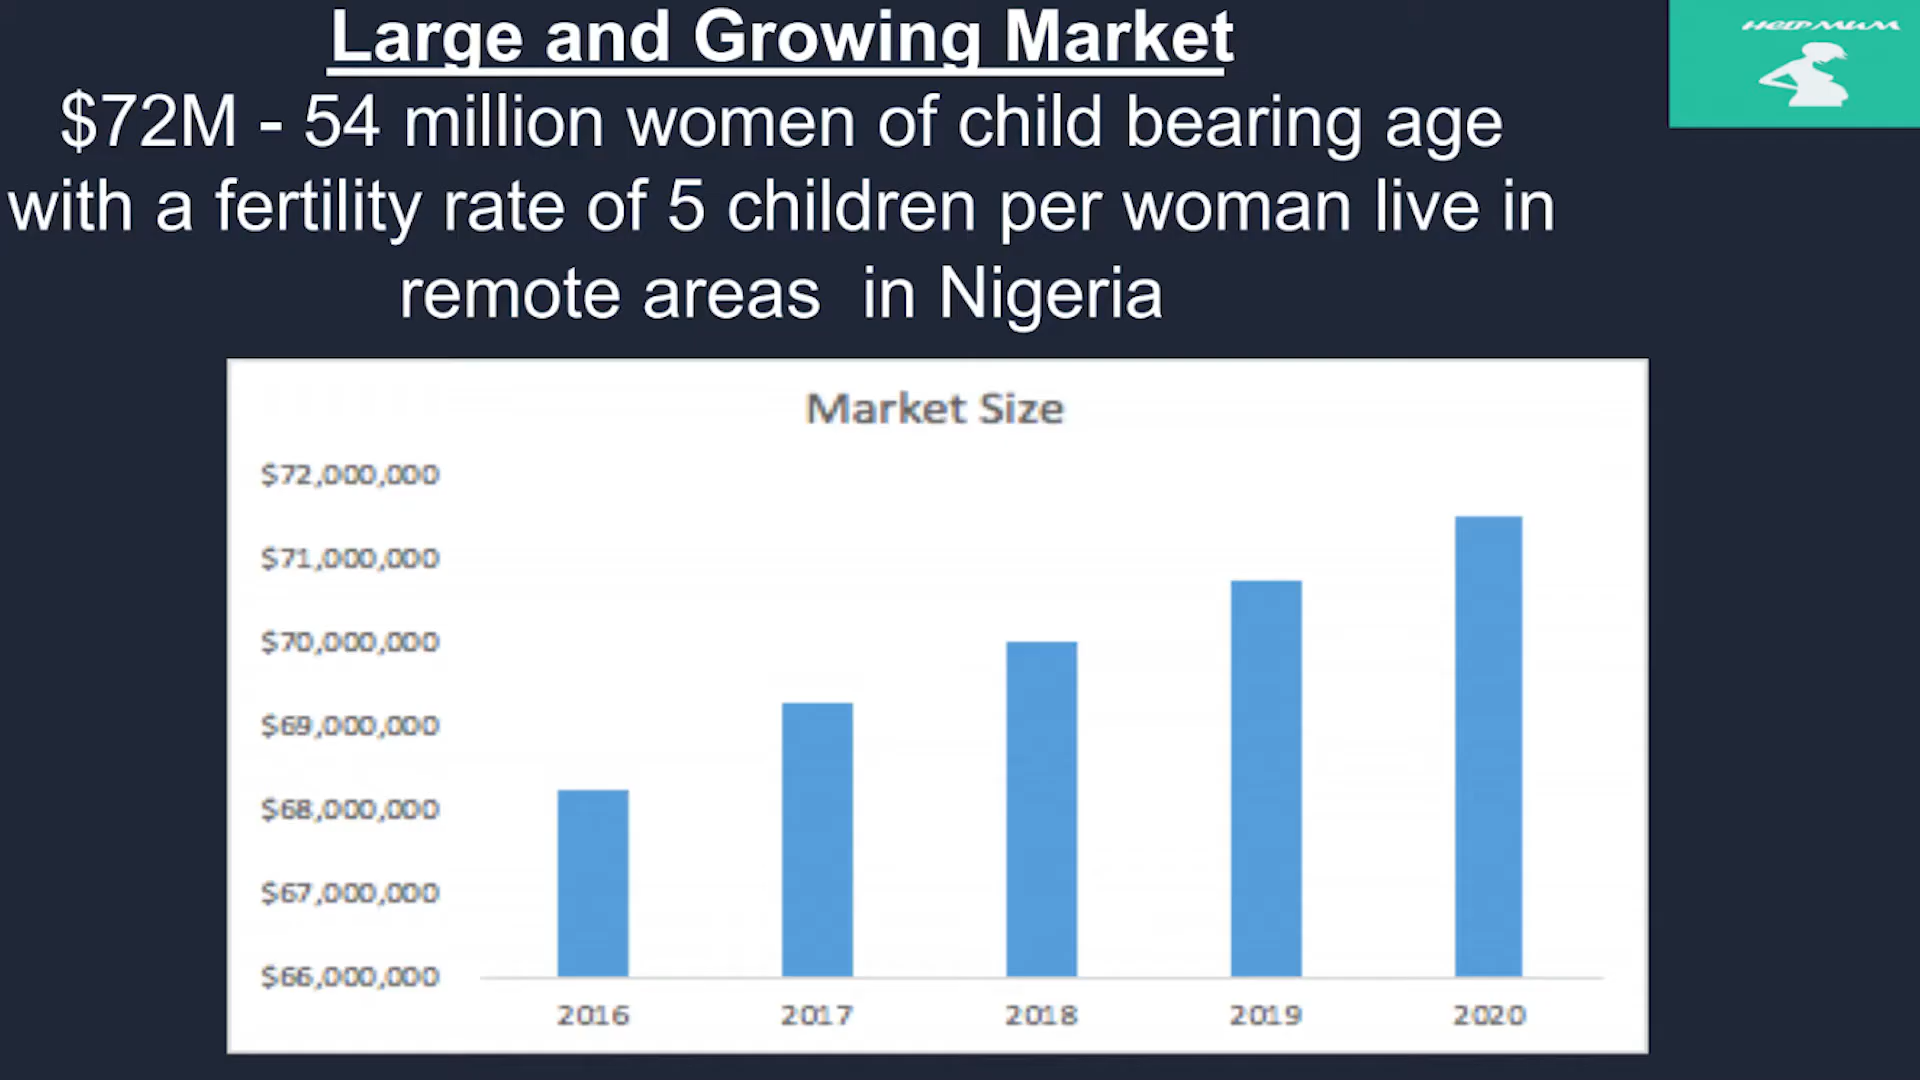 Large and Growing Market
HELP MUM
$72M - 54 million women of child bearing age
with a fertility rate of 5 children per woman live in
remote areas in Nigeria
Market Size
$72,000,000
$71,000,000
$70,000,000
$69,000,000
$68,000,000
$67,000,000
$66,000,000
2016 2017 2018 2019 2020